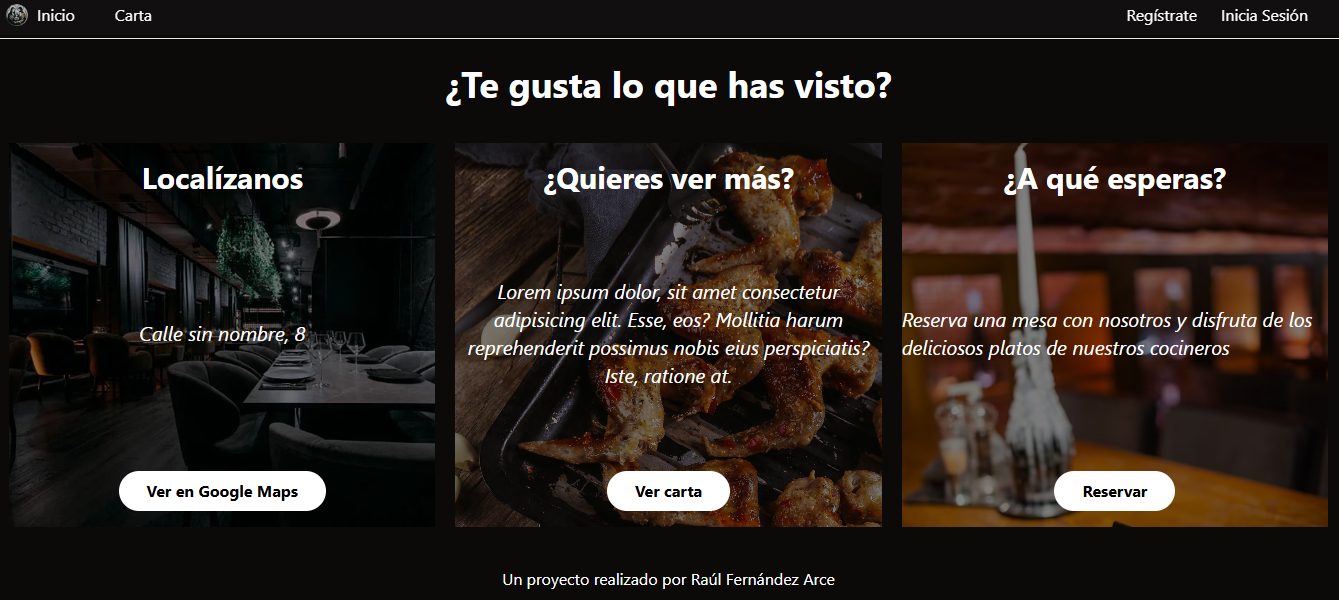 Inicio
Carta
Regístrate
Inicia Sesión
¿Te gusta lo que has visto?
Localízanos
Calle sin nombre, 8
Ver en Google Maps
¿Quieres ver más?
Lorem ipsum dolor, sit amet consectetur
adipisicing elit. Esse, eos? Mollitia harum
reprehenderit possimus nobis eius perspiciatis?
Iste, ratione at.
Ver carta
¿A qué esperas?
Reserva una mesa con nosotros y disfruta de los
deliciosos platos de nuestros cocineros
Reservar
Un proyecto realizado por Raúl Fernández Arce